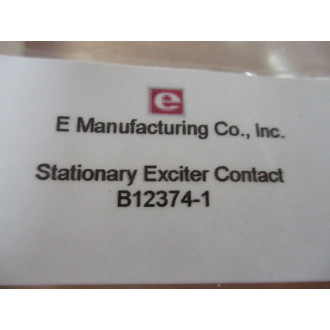 e
E Manufacturing Co., Inc.
Stationary Exciter Contact
B12374-1